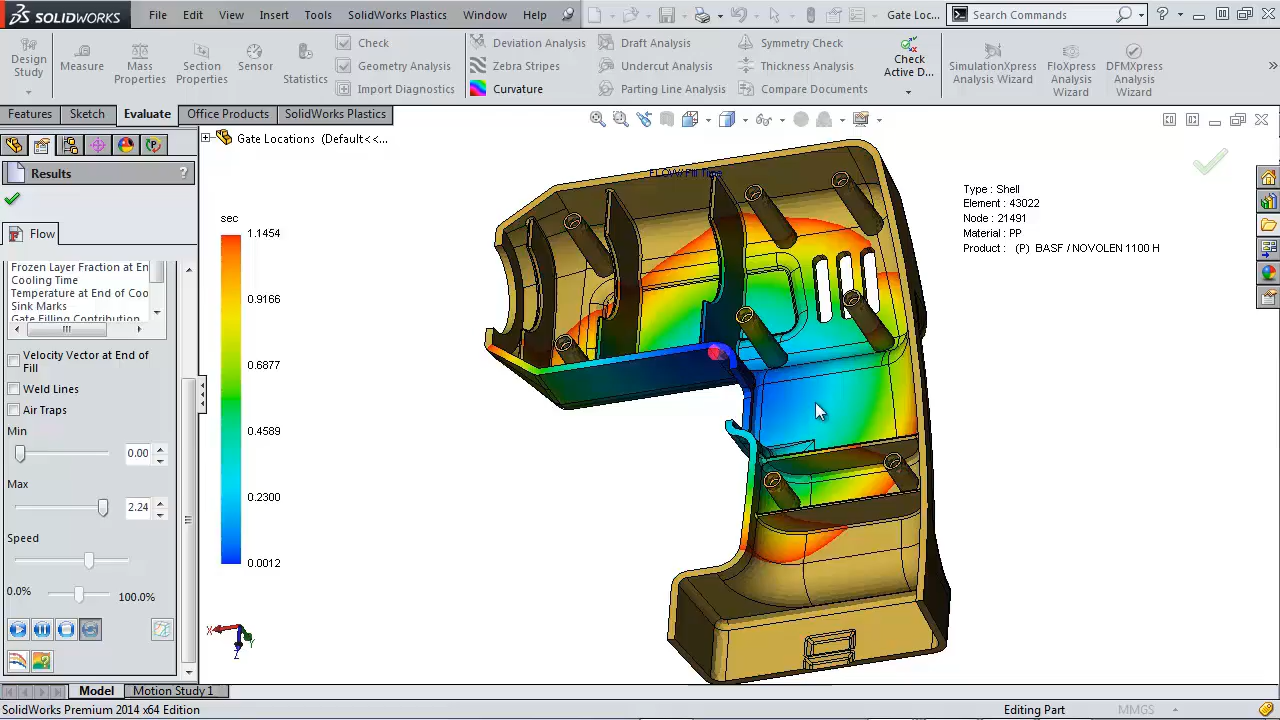 SOLIDWORKS
File Edit View Insert Tools SolidWorks Plastics Window Help
Gate Loc...
Search Commands
Design Study
Measure
Mass Properties
Section Properties
Sensor
Statistics
Check
Geometry Analysis
Import Diagnostics
Deviation Analysis
Zebra Stripes
Curvature
Draft Analysis
Undercut Analysis
Parting Line Analysis
Symmetry Check
Thickness Analysis
Compare Documents
Check Active D...
SimulationXpress Analysis Wizard
FloXpress Analysis Wizard
DFMXpress Analysis Wizard
Features Sketch Evaluate Office Products SolidWorks Plastics
Gate Locations (Default<<...
Results
?
Flow
Frozen Layer Fraction at En
Cooling Time
Temperature at End of Coo
Sink Marks
Gate Filling Contribution
Velocity Vector at End of Fill
Weld Lines
Air Traps
Min
0.00
Max
2.24
Speed
0.0%
100.0%
sec
1.1454
0.9166
0.6877
0.4589
0.2300
0.0012
FLOW/Fill Time
Type : Shell
Element : 43022
Node : 21491
Material : PP
Product : (P) BASF / NOVOLEN 1100 H
X
Y
Z
Model Motion Study 1
SolidWorks Premium 2014 x64 Edition
Editing Part
MMGS